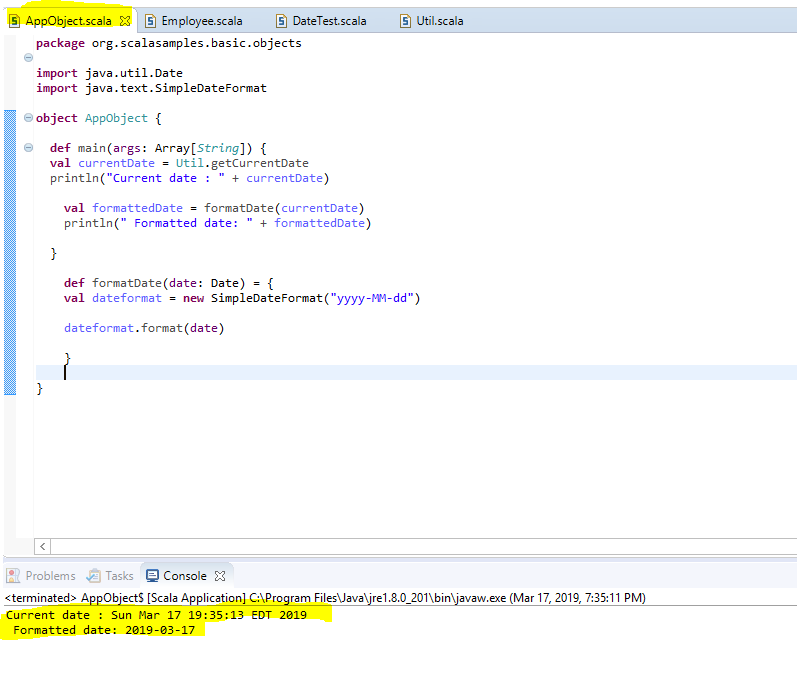 AppObject.scala Employee.scala DateTest.scala Util.scala
package org.scalasamples.basic.objects
import java.util.Date
import java.text.SimpleDateFormat
object AppObject {
def main(args: Array[String]) {
val currentDate = Util.getCurrentDate
println("Current date : " + currentDate)
val formattedDate = formatDate(currentDate)
println(" Formatted date: " + formattedDate)
}
def formatDate(date: Date) = {
val dateformat = new SimpleDateFormat("yyyy-MM-dd")
dateformat.format(date)
}
}
Problems Tasks Console
<terminated> AppObject$ [Scala Application] C:\Program Files\Java\jre1.8.0_201\bin\javaw.exe (Mar 17, 2019, 7:35:11 PM)
Current date : Sun Mar 17 19:35:13 EDT 2019
Formatted date: 2019-03-17